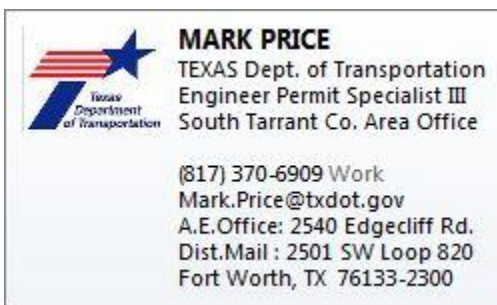 MARK PRICE
TEXAS Dept. of Transportation
Engineer Permit Specialist III
South Tarrant Co. Area Office
Texas
Department
of Transportation
(817) 370-6909 Work
Mark.Price@txdot.gov
A.E.Office: 2540 Edgecliff Rd.
Dist.Mail : 2501 SW Loop 820
Fort Worth, TX 76133-2300